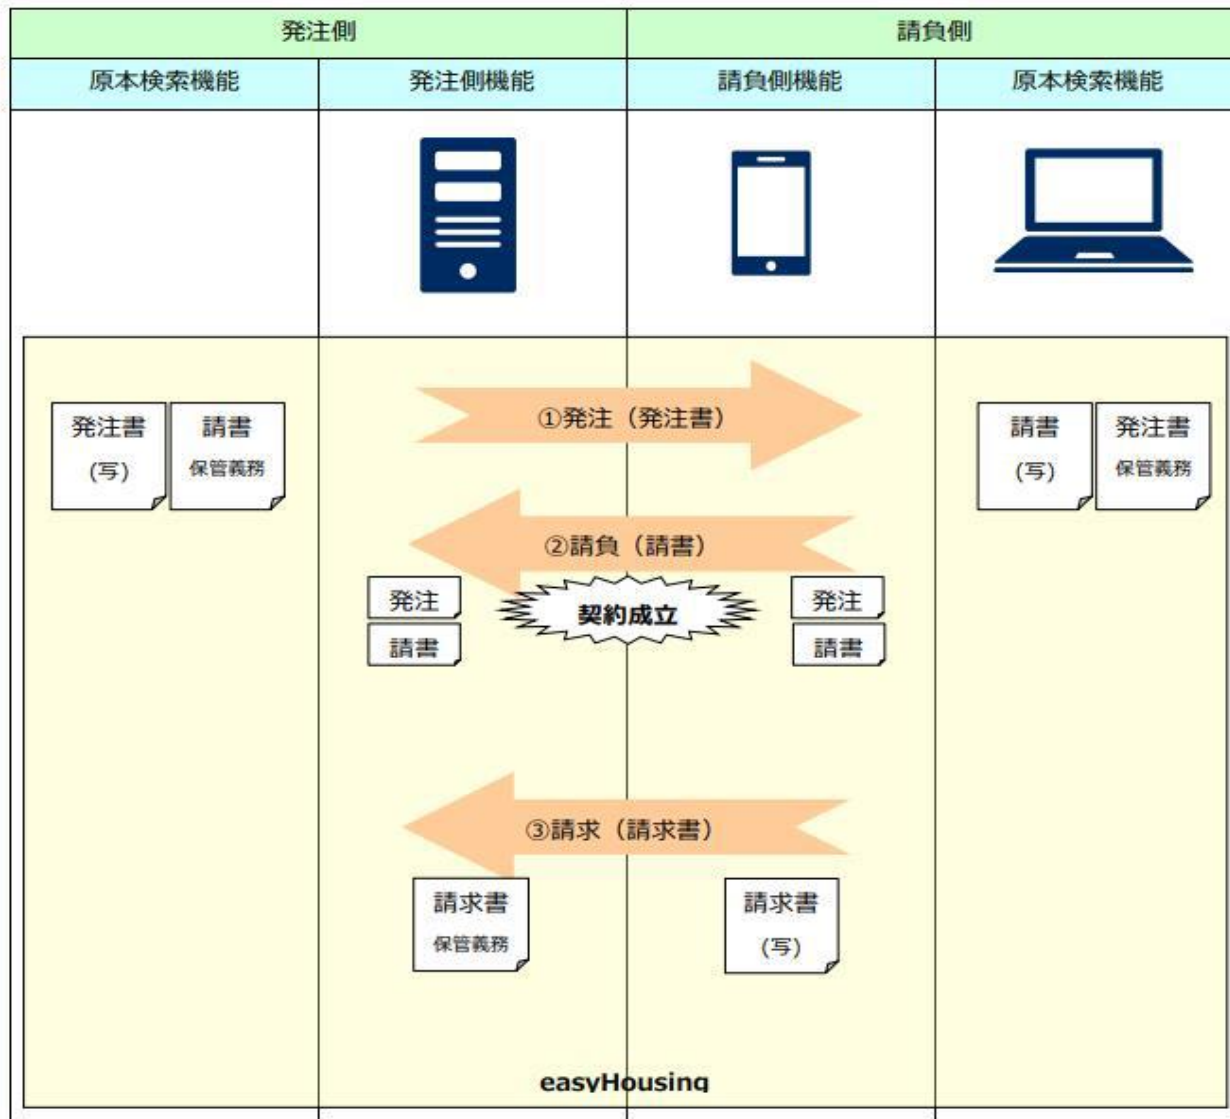 発注側
請負側
原本検索機能
発注側機能
請負側機能
原本検索機能
①発注（発注書）
発注書
(写)
請書
保管義務
請書
(写)
発注書
保管義務
②請負（請書）
発注
請書
契約成立
発注
請書
③請求（請求書）
請求書
保管義務
請求書
(写)
easyHousing